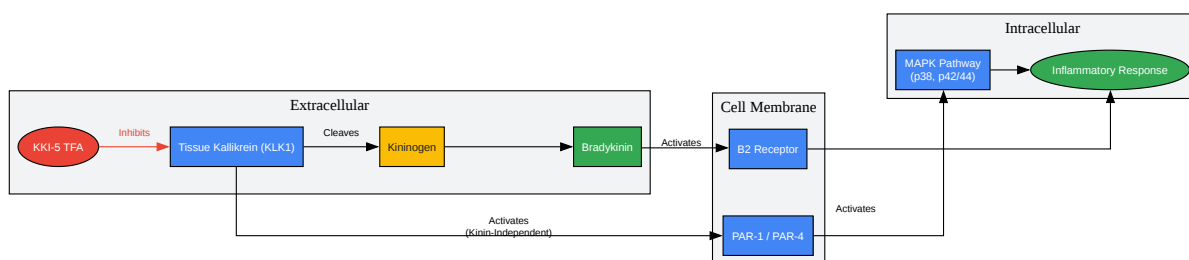 Intracellular
MAPK Pathway
(p38, p42/44)
Inflammatory Response
Extracellular
Cell Membrane
KKI-5 TFA
Inhibits
Tissue Kallikrein (KLK1)
Cleaves
Kininogen
Bradykinin
Activates
B2 Receptor
Activates
(Kinin-Independent)
PAR-1 / PAR-4
Activates